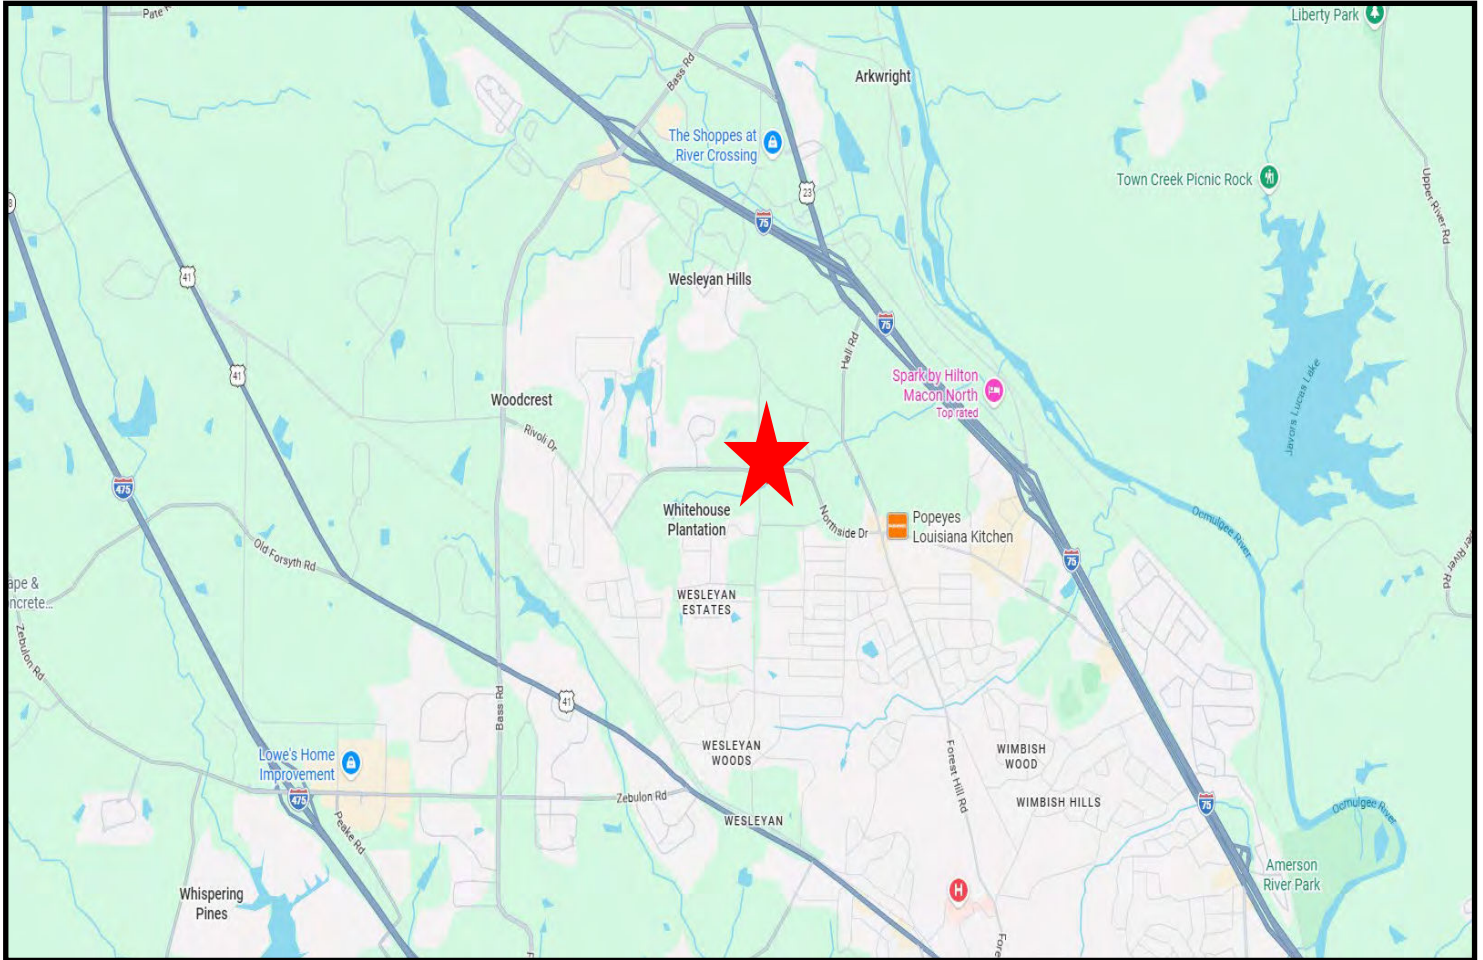 Pate R
Liberty Park
Bass Rd
Arkwright
The Shoppes at
River Crossing
Town Creek Picnic Rock
23
Upper River Rd
8
75
41
Wesleyan Hills
75
Hall Rd
41
Spark by Hilton
Macon North
Top rated
Javors Lucas Lake
Woodcrest
Rivoli Dr
475
Whitehouse
Plantation
Northside Dr
Popeyes
Louisiana Kitchen
Ocmulgee River
Old Forsyth Rd
75
er River Rd
ape &
ncrete...
WESLEYAN
ESTATES
Zebulon Rd
41
Bass Rd
Lowe's Home
Improvement
WESLEYAN
WOODS
Forest Hill Rd
WIMBISH
WOOD
475
Zebulon Rd
WIMBISH HILLS
75
Ocmulgee River
Peake Rd
WESLEYAN
Whispering
Pines
H
Amerson
River Park
Fore
F